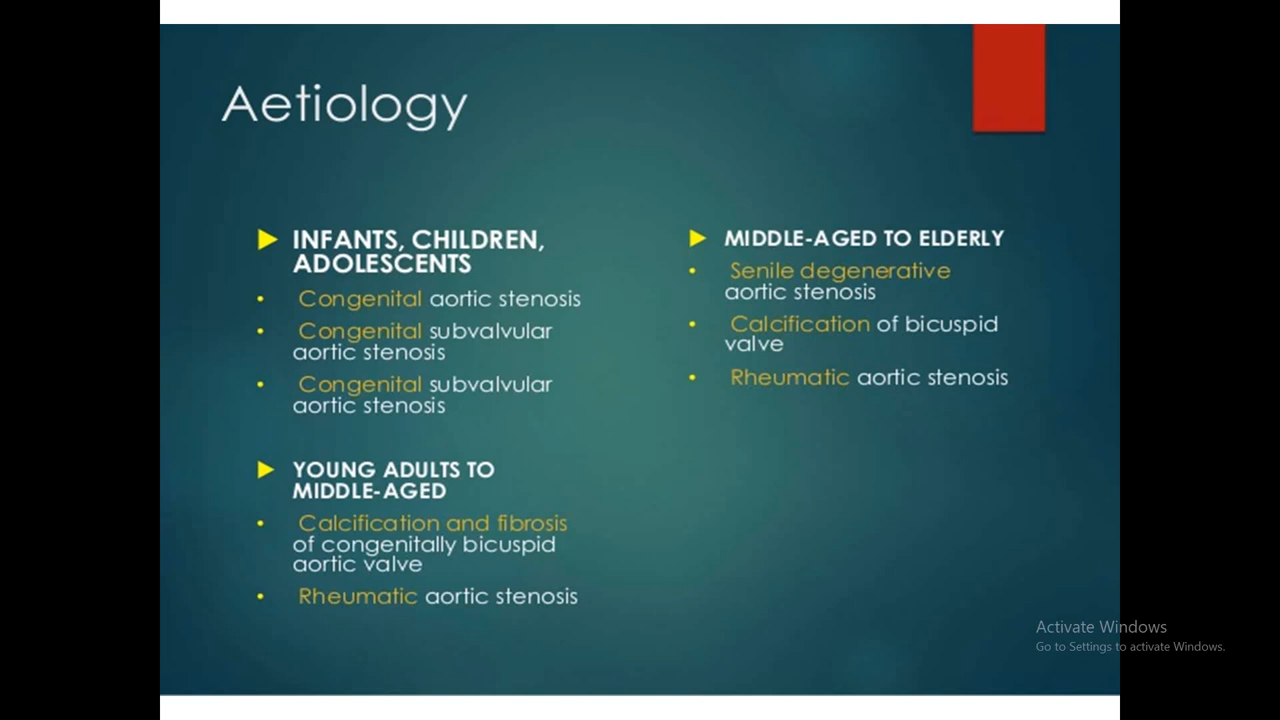 Aetiology
▶ INFANTS, CHILDREN,
ADOLESCENTS
• Congenital aortic stenosis
• Congenital subvalvular
aortic stenosis
• Congenital subvalvular
aortic stenosis
▶ YOUNG ADULTS TO
MIDDLE-AGED
• Calcification and fibrosis
of congenitally bicuspid
aortic valve
• Rheumatic aortic stenosis
▶ MIDDLE-AGED TO ELDERLY
• Senile degenerative
aortic stenosis
• Calcification of bicuspid
valve
• Rheumatic aortic stenosis
Activate Windows
Go to Settings to activate Windows.